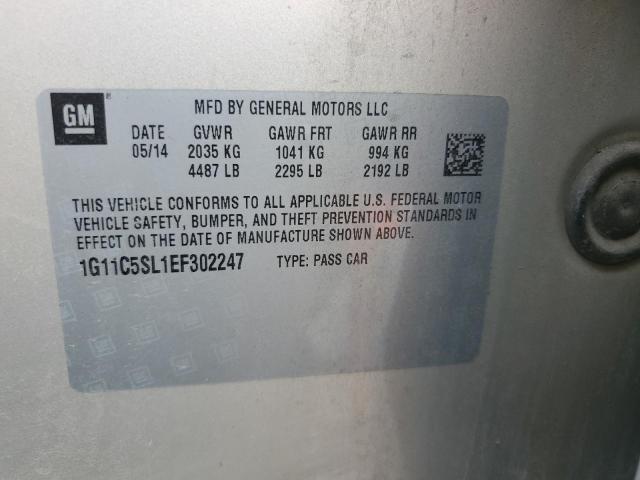 GM
MFD BY GENERAL MOTORS LLC
DATE GVWR GAWR FRT GAWR RR
05/14 2035 KG 1041 KG 994 KG
4487 LB 2295 LB 2192 LB
THIS VEHICLE CONFORMS TO ALL APPLICABLE U.S. FEDERAL MOTOR
VEHICLE SAFETY, BUMPER, AND THEFT PREVENTION STANDARDS IN
EFFECT ON THE DATE OF MANUFACTURE SHOWN ABOVE.
1G11C5SL1EF302247 TYPE: PASS CAR